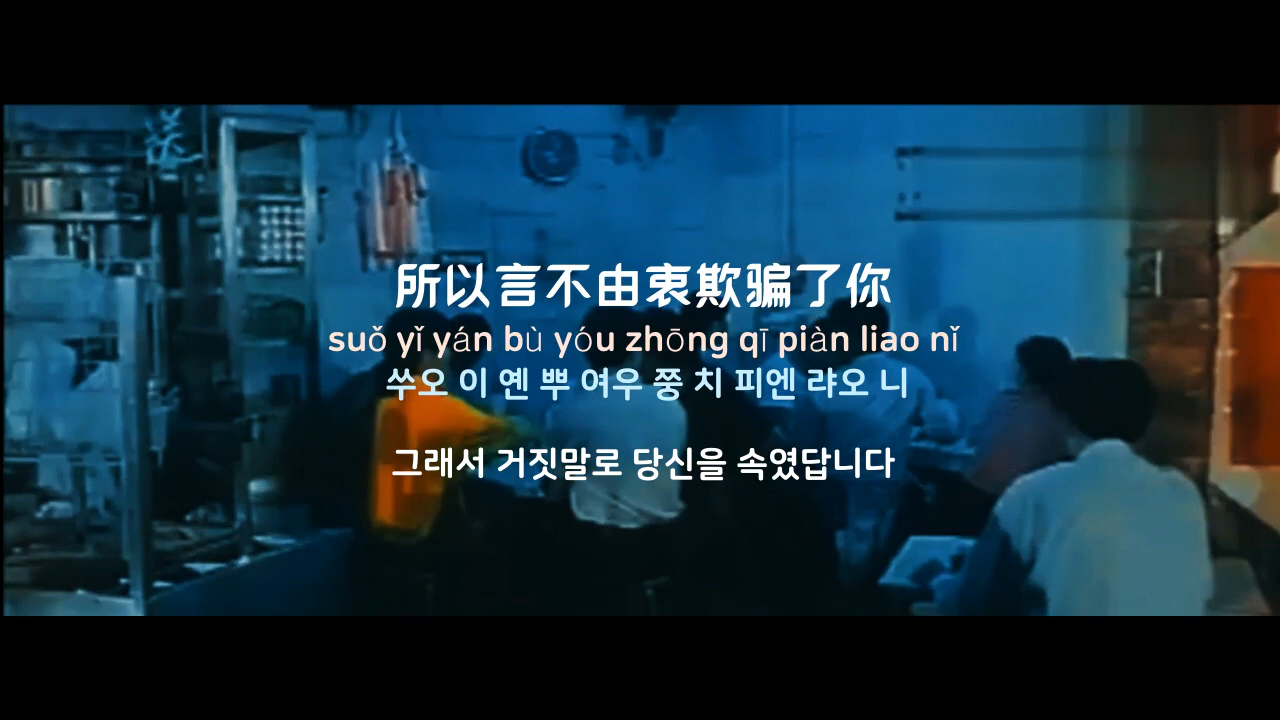 送
所以言不由衷欺骗了你
suǒ yǐ yán bù yóu zhōng qī piàn liao nǐ
쑤오 이 옌 뿌 여우 쭝 치 피엔 랴오 니
그래서 거짓말로 당신을 속였답니다